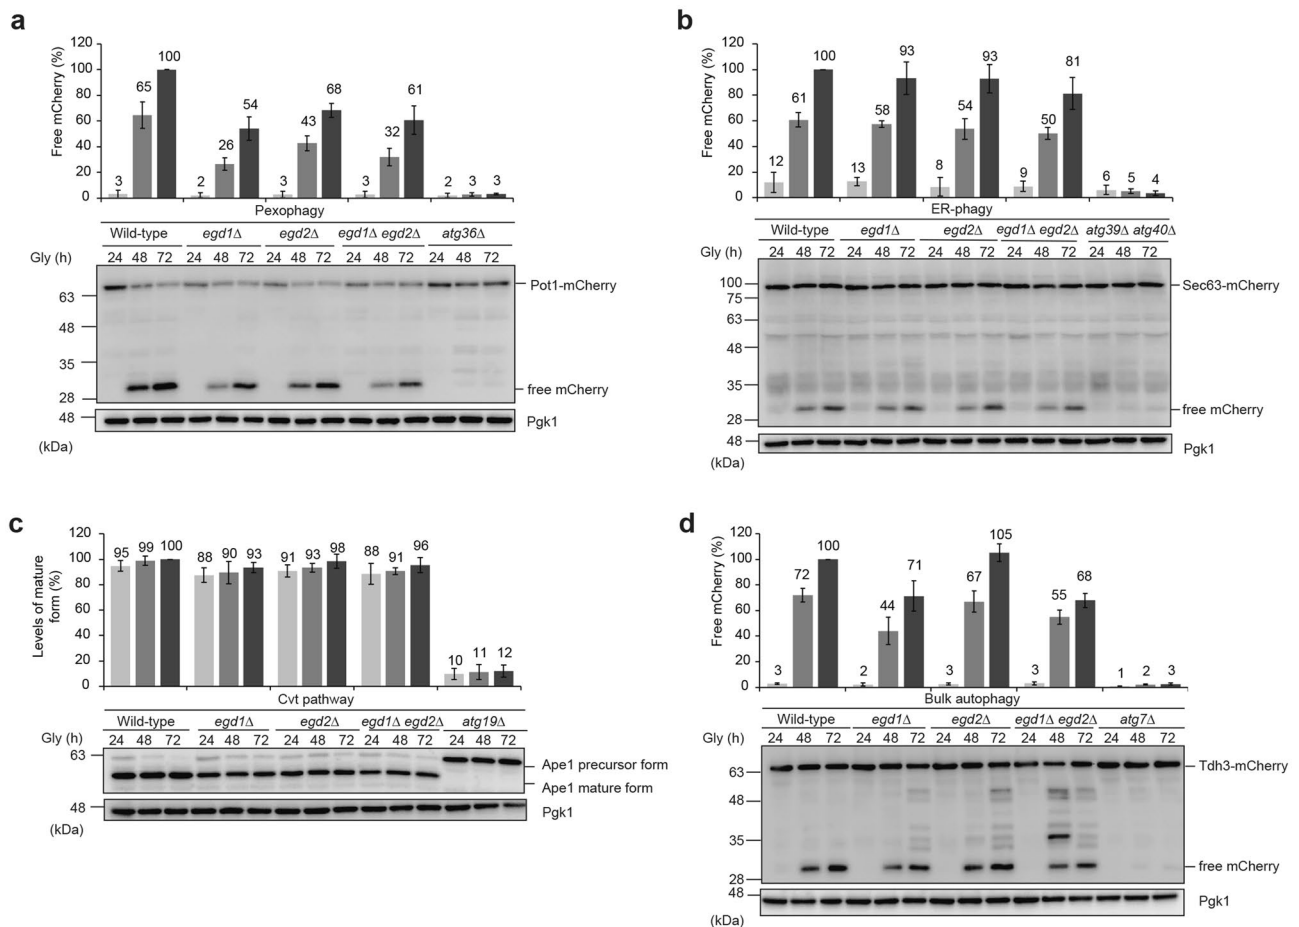 a
Free mCherry (%)
120
100
80
60
40
20
0
3 65 100 2 26 54 3 43 68 3 32 61 2 3 3
Pexophagy
Wild-type egd1Δ egd2Δ egd1Δ egd2Δ atg36Δ
Gly (h) 24 48 72 24 48 72 24 48 72 24 48 72 24 48 72
63
48
35
28
Pot1-mCherry
free mCherry
48
Pgk1
(kDa)
b
Free mCherry (%)
120
100
80
60
40
20
0
12 61 100 13 58 93 8 54 93 9 50 81 6 5 4
ER-phagy
Wild-type egd1Δ egd2Δ egd1Δ egd2Δ atg39Δ atg40Δ
Gly (h) 24 48 72 24 48 72 24 48 72 24 48 72 24 48 72
100
75
63
48
35
28
Sec63-mCherry
free mCherry
48
Pgk1
(kDa)
c
Levels of mature
form (%)
120
100
80
60
40
20
0
95 99 100 88 90 93 91 93 98 88 91 96 10 11 12
Cvt pathway
Wild-type egd1Δ egd2Δ egd1Δ egd2Δ atg19Δ
Gly (h) 24 48 72 24 48 72 24 48 72 24 48 72 24 48 72
63
Ape1 precursor form
Ape1 mature form
48
Pgk1
(kDa)
d
Free mCherry (%)
120
100
80
60
40
20
0
3 72 100 2 44 71 3 67 105 3 55 68 1 2 3
Bulk autophagy
Wild-type egd1Δ egd2Δ egd1Δ egd2Δ atg7Δ
Gly (h) 24 48 72 24 48 72 24 48 72 24 48 72 24 48 72
63
48
35
28
Tdh3-mCherry
free mCherry
48
Pgk1
(kDa)